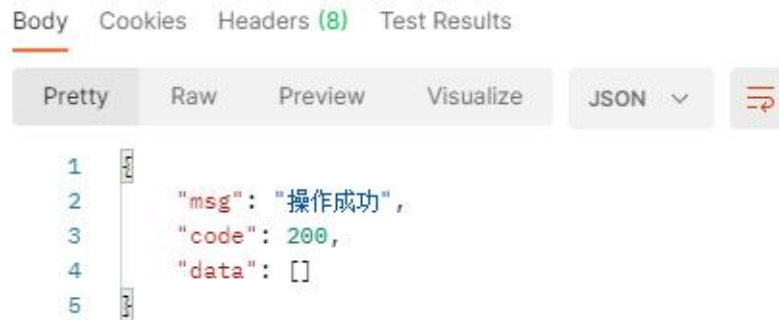 Body Cookies Headers (8) Test Results
Pretty Raw Preview Visualize JSON
1 {
2 "msg": "操作成功",
3 "code": 200,
4 "data": []
5 }